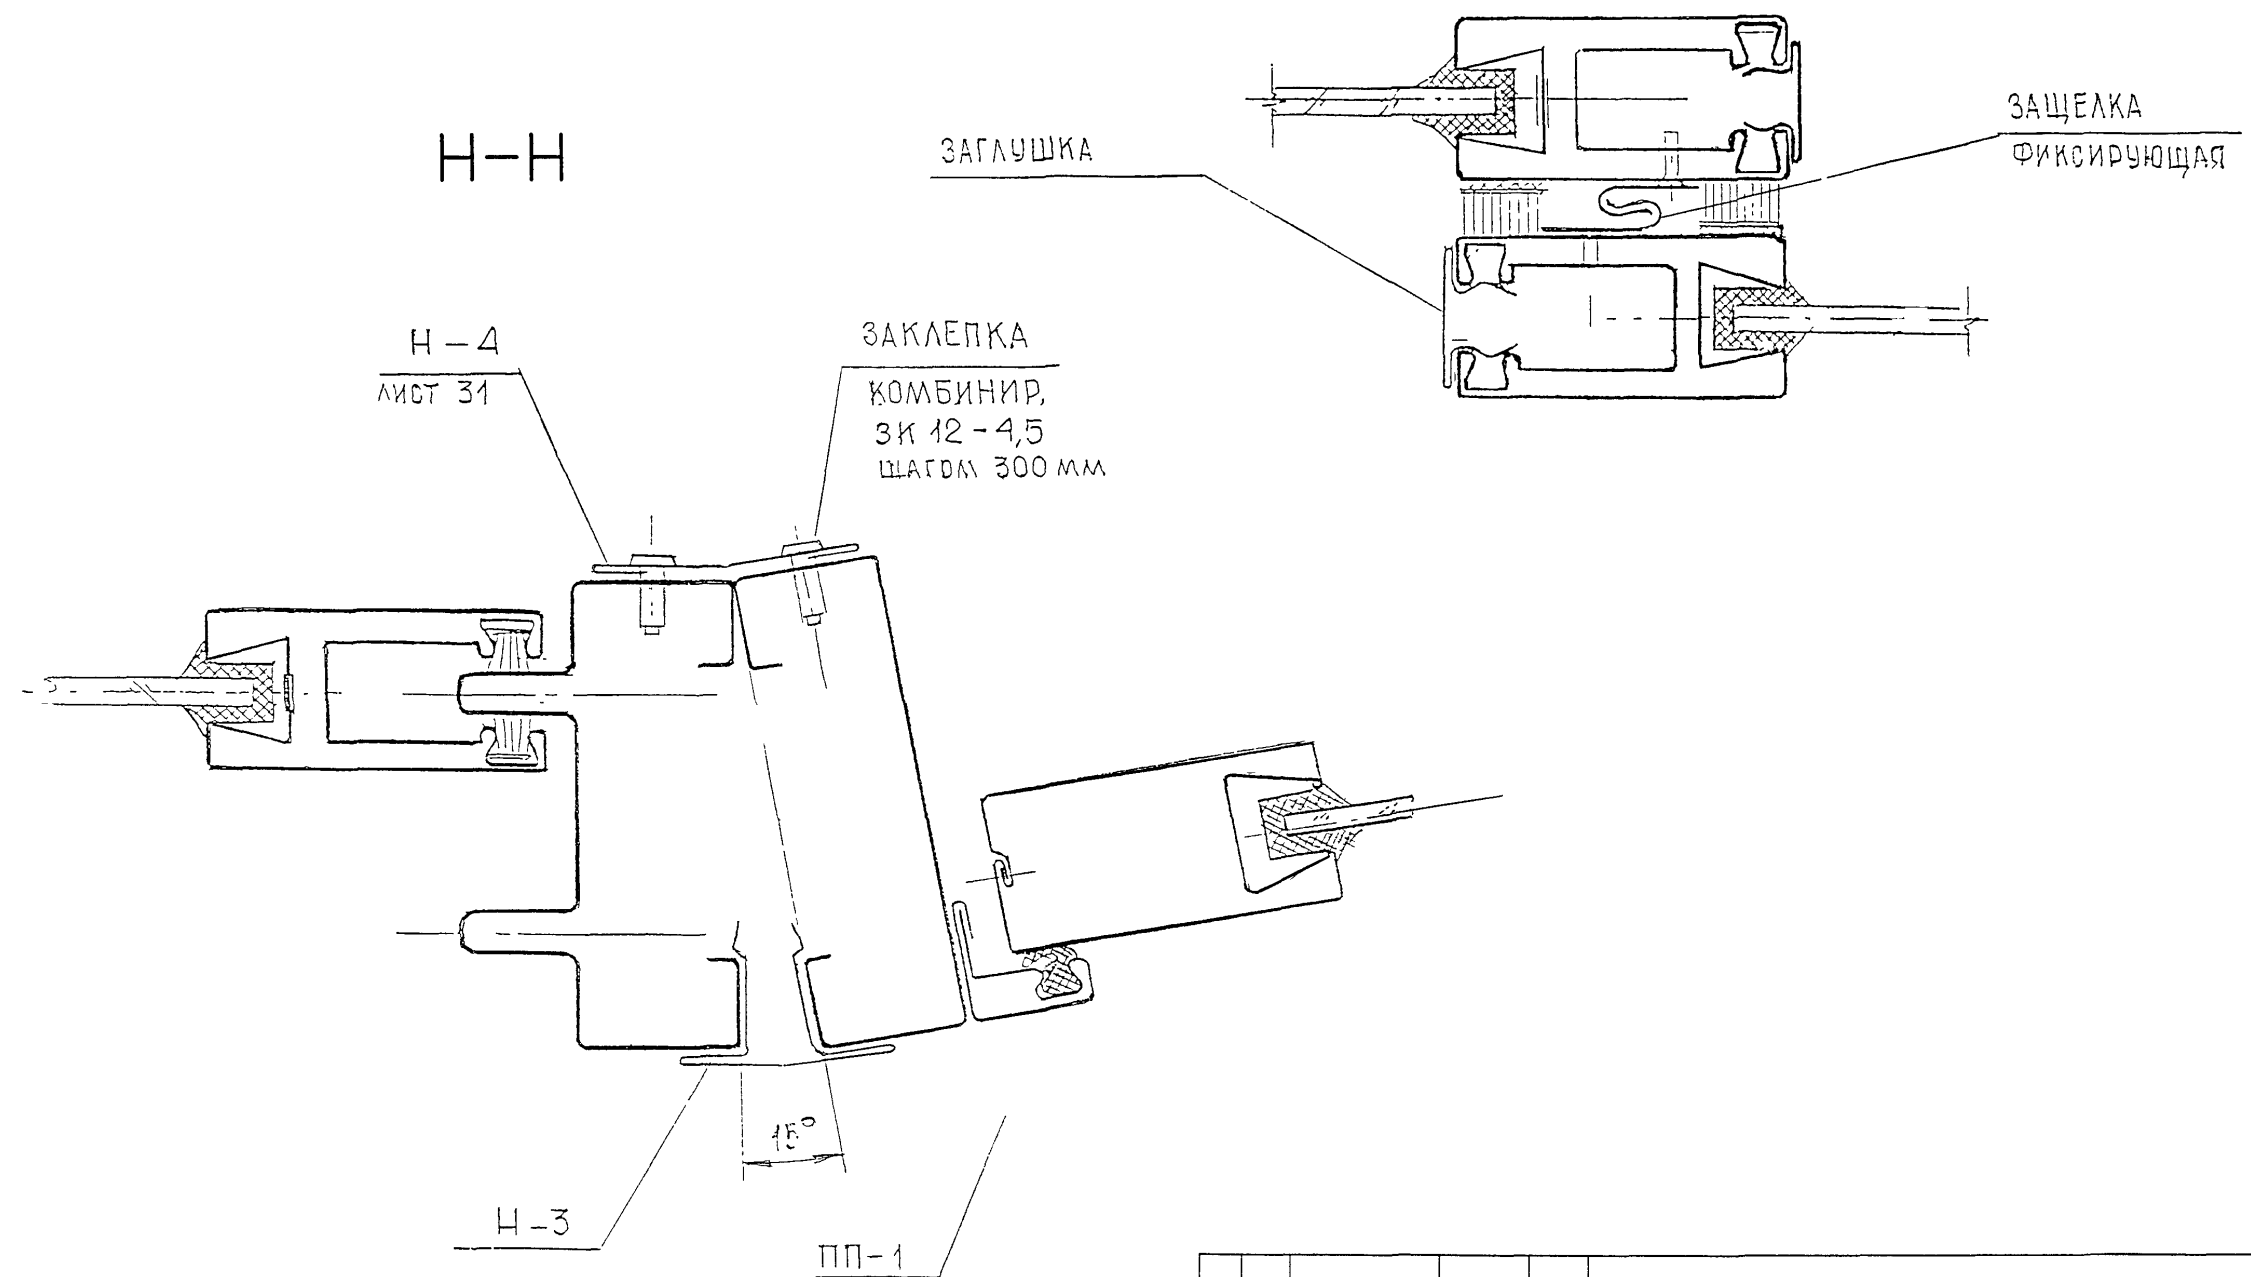 Н-Н
ЗАГЛУШКА
ЗАЩЕЛКА
ФИКСИРУЮЩАЯ
Н-4
ЛИСТ 31
ЗАКЛЕПКА
КОМБИНИР.
ЗК 12-4,5
ШАГОМ 300 ММ
15°
Н-3
ПП-1